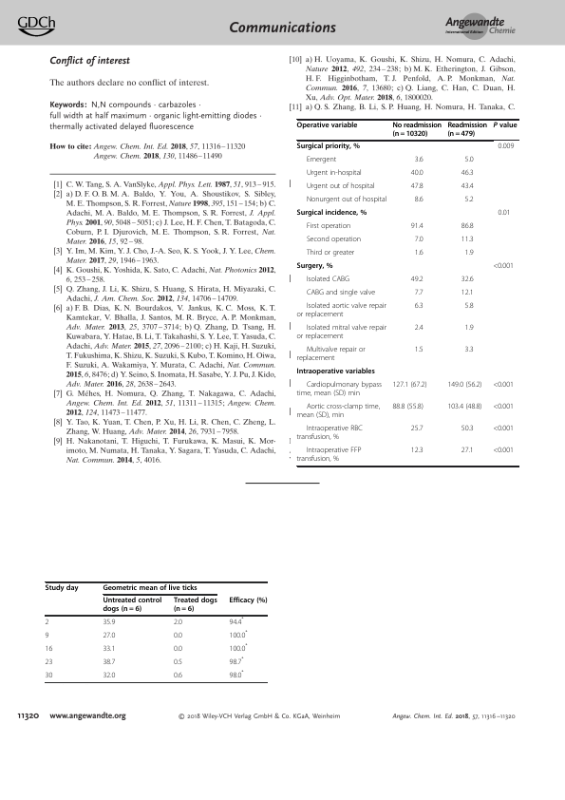 GDCh
Communications
Angewandte
International Edition Chemie
Conflict of interest
The authors declare no conflict of interest.
Keywords: N,N compounds · carbazoles ·
full width at half maximum · organic light-emitting diodes ·
thermally activated delayed fluorescence
How to cite: Angew. Chem. Int. Ed. 2018, 57, 11316–11320
Angew. Chem. 2018, 130, 11486–11490
[1] C. W. Tang, S. A. VanSlyke, Appl. Phys. Lett. 1987, 51, 913–915.
[2] a) D. F. O. B. M. A. Baldo, Y. You, A. Shoustikov, S. Sibley,
M. E. Thompson, S. R. Forrest, Nature 1998, 395, 151–154; b) C.
Adachi, M. A. Baldo, M. E. Thompson, S. R. Forrest, J. Appl.
Phys. 2001, 90, 5048–5051; c) J. Lee, H. F. Chen, T. Batagoda, C.
Coburn, P. I. Djurovich, M. E. Thompson, S. R. Forrest, Nat.
Mater. 2016, 15, 92–98.
[3] Y. Im, M. Kim, Y. J. Cho, J.-A. Seo, K. S. Yook, J. Y. Lee, Chem.
Mater. 2017, 29, 1946–1963.
[4] K. Goushi, K. Yoshida, K. Sato, C. Adachi, Nat. Photonics 2012,
6, 253–258.
[5] Q. Zhang, J. Li, K. Shizu, S. Huang, S. Hirata, H. Miyazaki, C.
Adachi, J. Am. Chem. Soc. 2012, 134, 14706–14709.
[6] a) F. B. Dias, K. N. Bourdakos, V. Jankus, K. C. Moss, K. T.
Kamtekar, V. Bhalla, J. Santos, M. R. Bryce, A. P. Monkman,
Adv. Mater. 2013, 25, 3707–3714; b) Q. Zhang, D. Tsang, H.
Kuwabara, Y. Hatae, B. Li, T. Takahashi, S. Y. Lee, T. Yasuda, C.
Adachi, Adv. Mater. 2015, 27, 2096–2100; c) H. Kaji, H. Suzuki,
T. Fukushima, K. Shizu, K. Suzuki, S. Kubo, T. Komino, H. Oiwa,
F. Suzuki, A. Wakamiya, Y. Murata, C. Adachi, Nat. Commun.
2015, 6, 8476; d) Y. Seino, S. Inomata, H. Sasabe, Y. J. Pu, J. Kido,
Adv. Mater. 2016, 28, 2638–2643.
[7] G. Méhes, H. Nomura, Q. Zhang, T. Nakagawa, C. Adachi,
Angew. Chem. Int. Ed. 2012, 51, 11311–11315; Angew. Chem.
2012, 124, 11473–11477.
[8] Y. Tao, K. Yuan, T. Chen, P. Xu, H. Li, R. Chen, C. Zheng, L.
Zhang, W. Huang, Adv. Mater. 2014, 26, 7931–7958.
[9] H. Nakanotani, T. Higuchi, T. Furukawa, K. Masui, K. Mor-
imoto, M. Numata, H. Tanaka, Y. Sagara, T. Yasuda, C. Adachi,
Nat. Commun. 2014, 5, 4016.
[10] a) H. Uoyama, K. Goushi, K. Shizu, H. Nomura, C. Adachi,
Nature 2012, 492, 234–238; b) M. K. Etherington, J. Gibson,
H. F. Higginbotham, T. J. Penfold, A. P. Monkman, Nat.
Commun. 2016, 7, 13680; c) Q. Liang, C. Han, C. Duan, H.
Xu, Adv. Opt. Mater. 2018, 6, 1800020.
[11] a) Q. S. Zhang, B. Li, S. P. Huang, H. Nomura, H. Tanaka, C.
Operative variable No readmission Readmission P value
(n = 10320) (n = 479)
Surgical priority, % 0.009
Emergent 3.6 5.0
Urgent in-hospital 40.0 46.3
Urgent out of hospital 47.8 43.4
Nonurgent out of hospital 8.6 5.2
Surgical incidence, % 0.01
First operation 91.4 86.8
Second operation 7.0 11.3
Third or greater 1.6 1.9
Surgery, % <0.001
Isolated CABG 49.2 32.6
CABG and single valve 7.7 12.1
Isolated aortic valve repair 6.3 5.8
or replacement
Isolated mitral valve repair 2.4 1.9
or replacement
Multivalve repair or 1.5 3.3
replacement
Intraoperative variables
Cardiopulmonary bypass 127.1 (67.2) 149.0 (56.2) <0.001
time, mean (SD) min
Aortic cross-clamp time, 88.8 (55.8) 103.4 (48.8) <0.001
mean (SD), min
Intraoperative RBC 25.7 50.3 <0.001
transfusion, %
Intraoperative FFP 12.3 27.1 <0.001
transfusion, %
Study day Geometric mean of live ticks
Untreated control Treated dogs Efficacy (%)
dogs (n = 6) (n = 6)
2 35.9 2.0 94.4*
9 27.0 0.0 100.0*
16 33.1 0.0 100.0*
23 38.7 0.5 98.7*
30 32.0 0.6 98.0*
11320 www.angewandte.org © 2018 Wiley-VCH Verlag GmbH & Co. KGaA, Weinheim Angew. Chem. Int. Ed. 2018, 57, 11316–11320